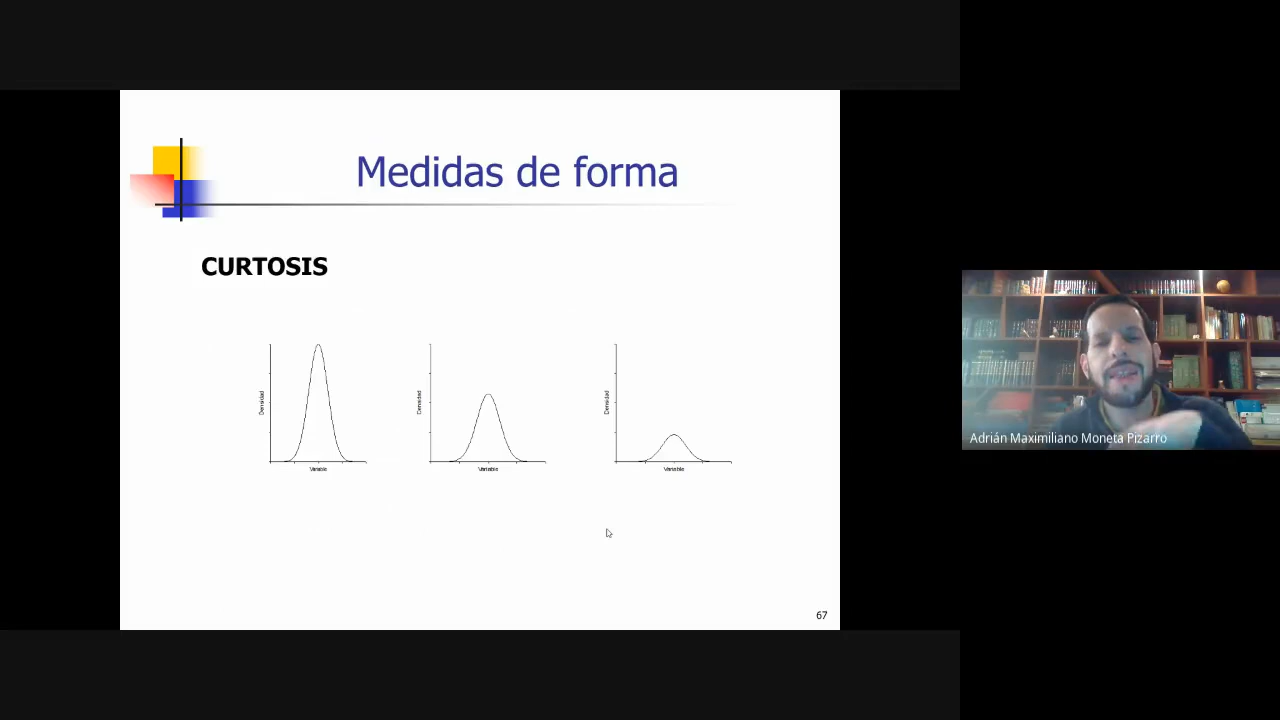 Medidas de forma
CURTOSIS
Densidad
Variable
Densidad
Variable
Densidad
Variable
67
Adrián Maximiliano Moneta Pizarro